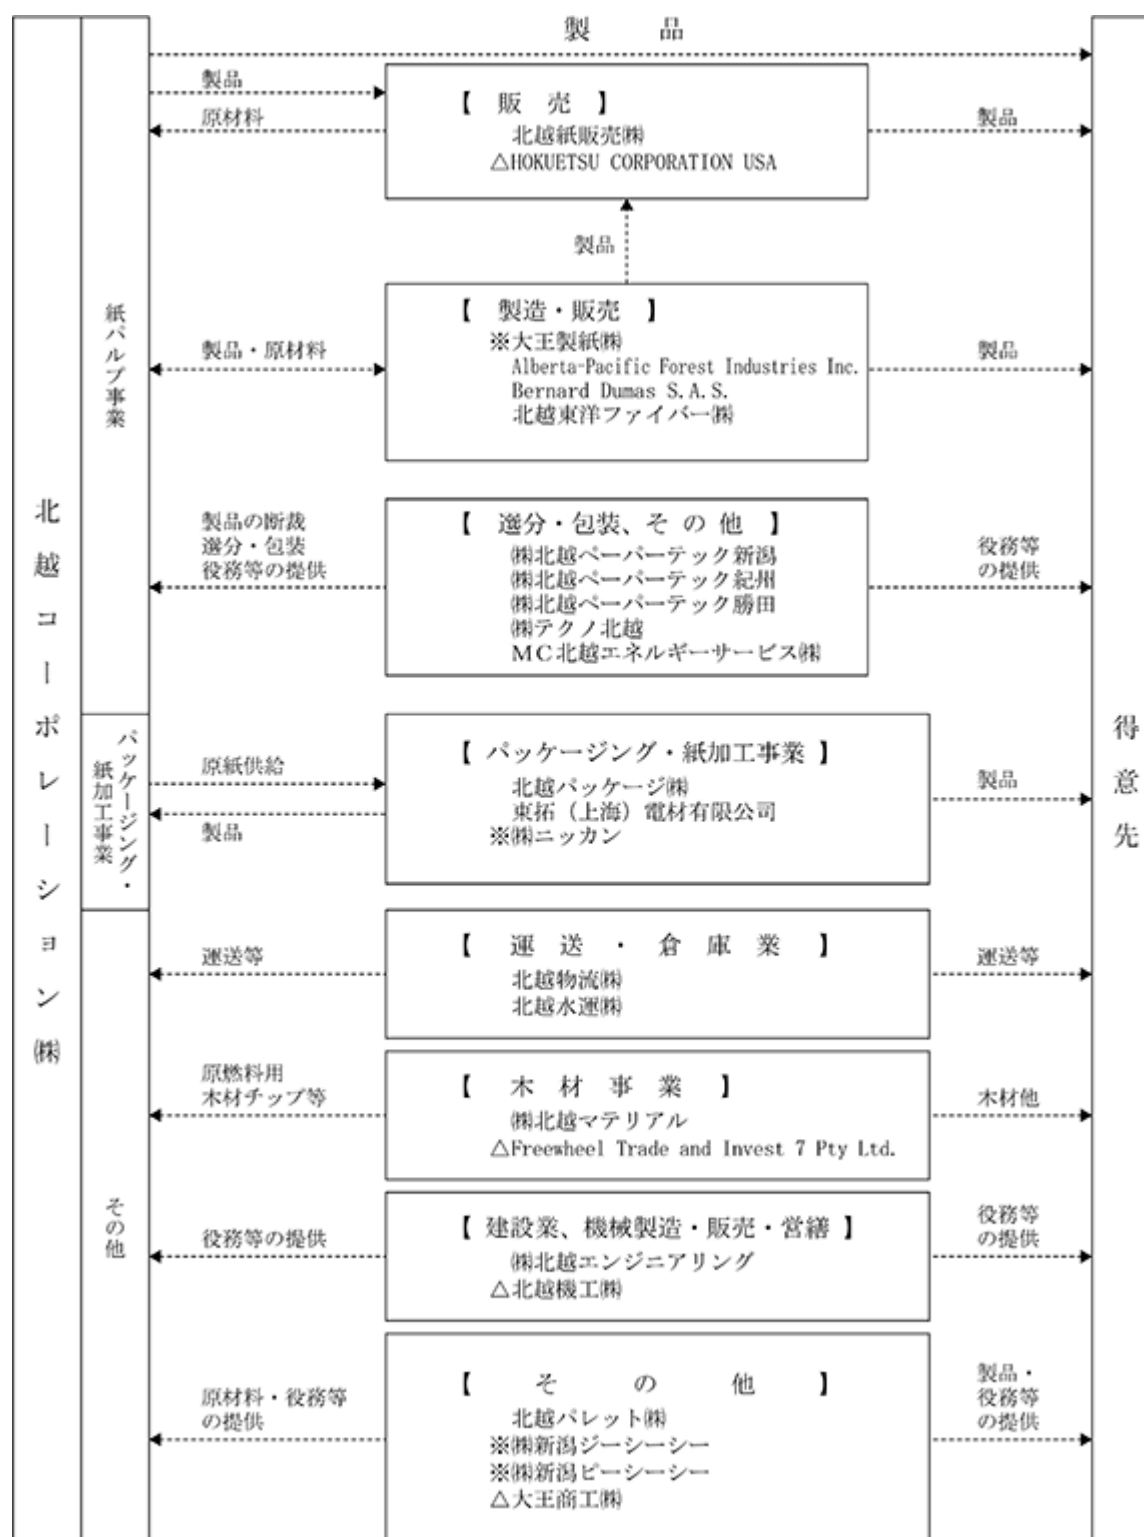 北越コーポレーション㈱
紙パルプ事業
製品
製品
原材料
【 販売 】
北越紙販売㈱
△HOKUETSU CORPORATION USA
製品
製品
製品・原材料
【 製造・販売 】
※大王製紙㈱
Alberta-Pacific Forest Industries Inc.
Bernard Dumas S.A.S.
北越東洋ファイバー㈱
製品
製品の断裁
選分・包装
役務等の提供
【 選分・包装、その他 】
㈱北越ペーパーテック新潟
㈱北越ペーパーテック紀州
㈱北越ペーパーテック勝田
㈱テクノ北越
MC北越エネルギーサービス㈱
役務等
の提供
パッケージング・
紙加工事業
原紙供給
製品
【 パッケージング・紙加工事業 】
北越パッケージ㈱
東拓（上海）電材有限公司
※㈱ニッカン
製品
その他
運送等
【 運送・倉庫業 】
北越物流㈱
北越水運㈱
運送等
原燃料用
木材チップ等
【 木材事業 】
㈱北越マテリアル
△Freewheel Trade and Invest 7 Pty Ltd.
木材他
役務等の提供
【 建設業、機械製造・販売・営繕 】
㈱北越エンジニアリング
△北越機工㈱
役務等
の提供
原材料・役務等
の提供
【 その他 】
北越パレット㈱
※㈱新潟ジーシーシー
※㈱新潟ピーシーシー
△大王商工㈱
製品・
役務等
の提供
得意先